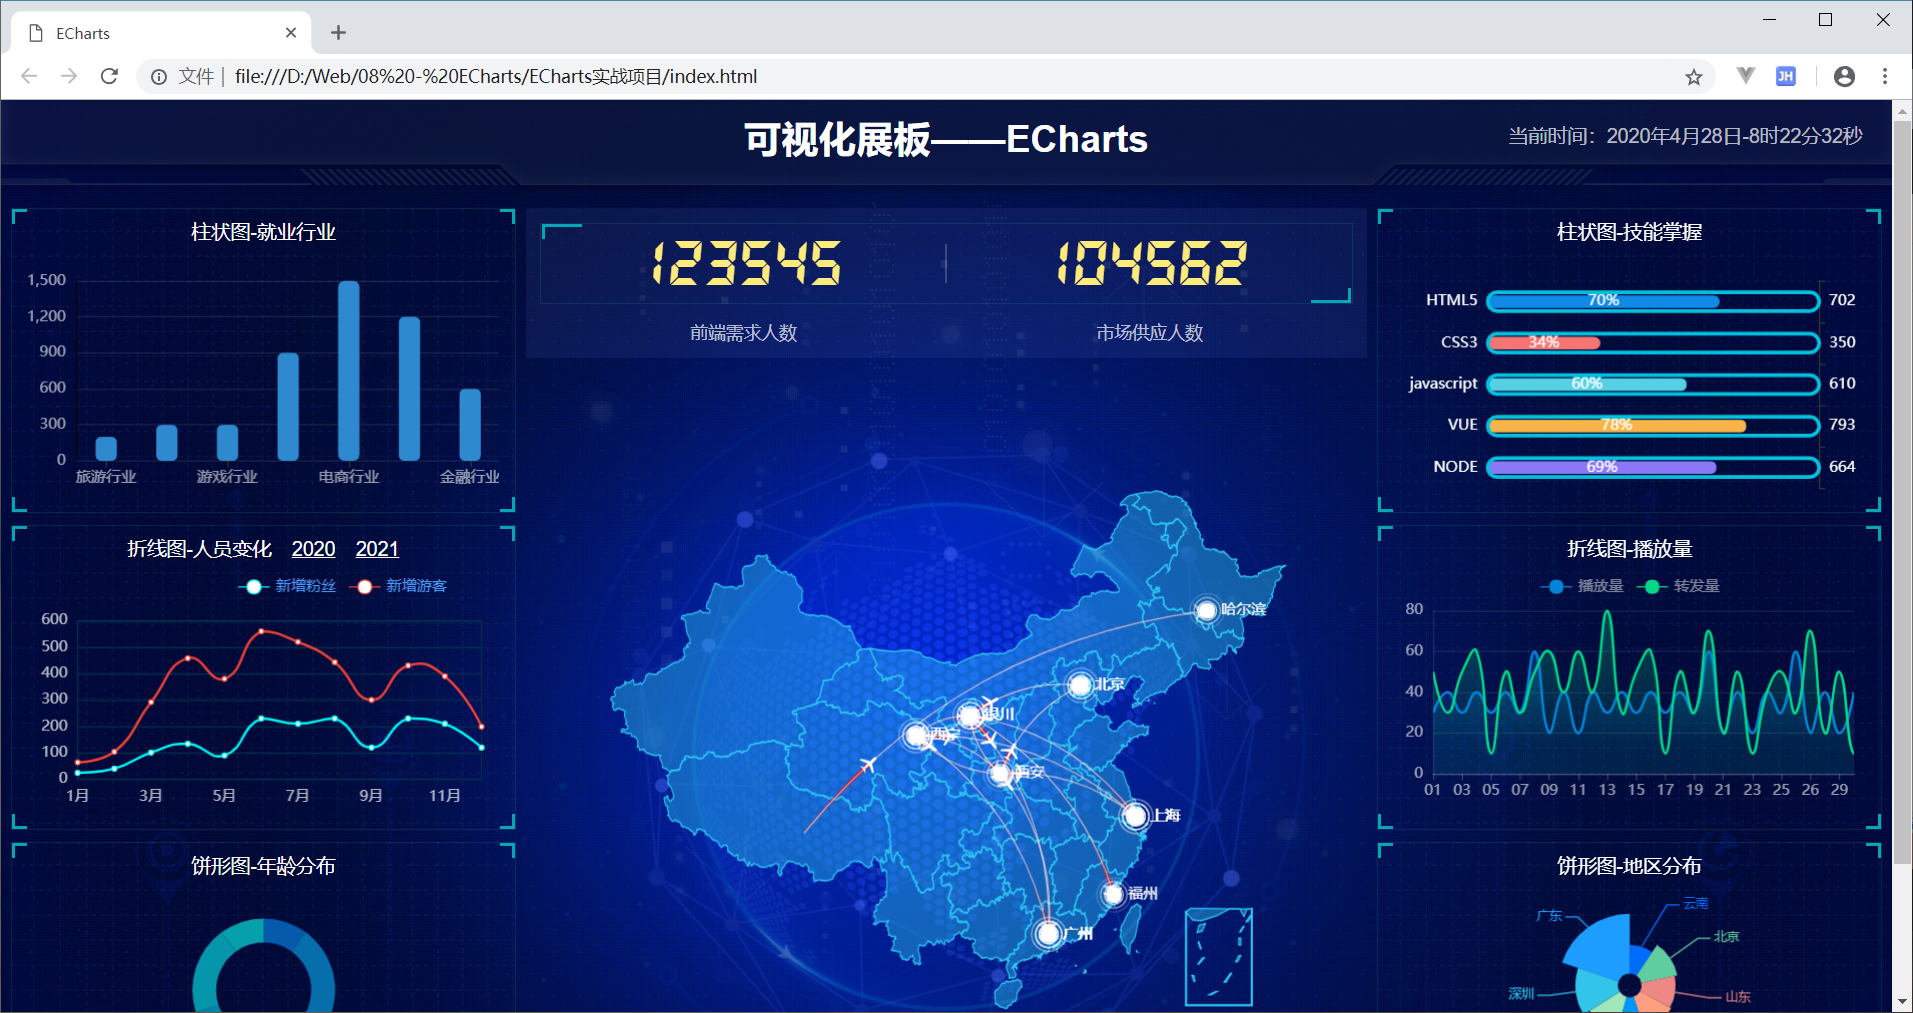 ECharts
文件 | file:///D:/Web/08%20-%20ECharts/ECharts实战项目/index.html
JH
可视化展板——ECharts
当前时间：2020年4月28日-8时22分32秒
柱状图-就业行业
1,500
1,200
900
600
300
0
旅游行业 游戏行业 电商行业 金融行业
折线图-人员变化 2020 2021
新增粉丝 新增游客
600
500
400
300
200
100
0
1月 3月 5月 7月 9月 11月
饼形图-年龄分布
123545 104562
前端需求人数 市场供应人数
哈尔滨
北京
银川
西宁
西安
上海
福州
广州
柱状图-技能掌握
HTML5 70% 702
CSS3 34% 350
javascript 60% 610
VUE 78% 793
NODE 69% 664
折线图-播放量
播放量 转发量
80
60
40
20
0
01 03 05 07 09 11 13 15 17 19 21 23 25 26 29
饼形图-地区分布
云南
广东
北京
深圳
山东